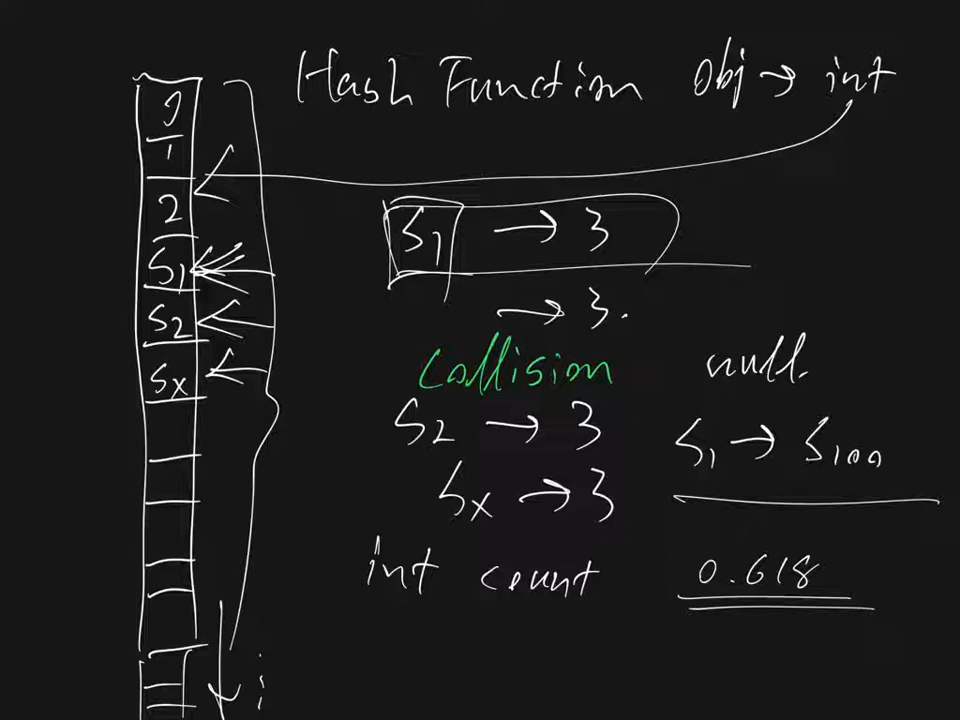 Hash Function obj → int
0
1
2
S1
S2
Sx
S1 → 3
→ 3.
collision null.
S2 → 3
S1 → S100
Sx → 3
int count 0.618